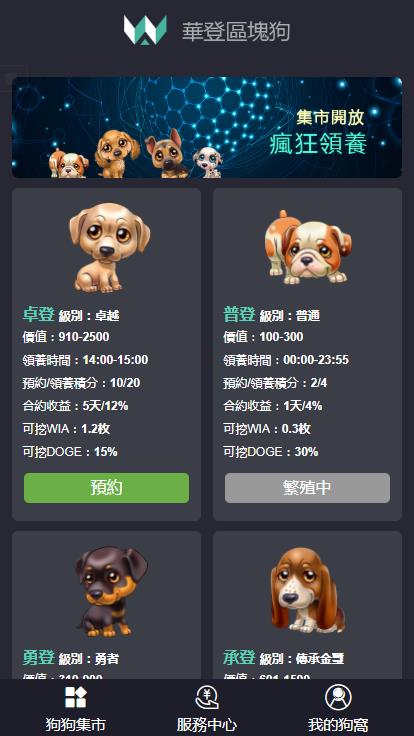 華登區塊狗
集市開放
瘋狂領養
卓登 級別：卓越
價值：910-2500
領養時間：14:00-15:00
預約/領養積分：10/20
合約收益：5天/12%
可挖WIA：1.2枚
可挖DOGE：15%
預約
普登 級別：普通
價值：100-300
領養時間：00:00-23:55
預約/領養積分：2/4
合約收益：1天/4%
可挖WIA：0.3枚
可挖DOGE：30%
繁殖中
勇登 級別：勇者
價值：310-900
承登 級別：傳承金璽
狗狗集市
服務中心
我的狗窩